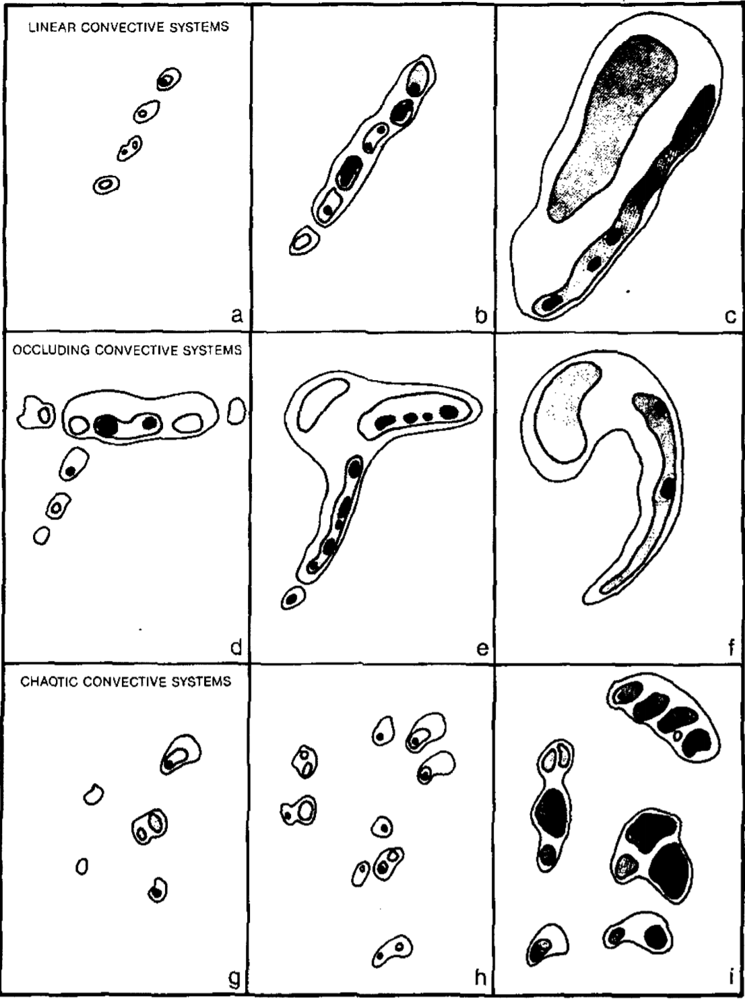 LINEAR CONVECTIVE SYSTEMS
a
b
c
OCCLUDING CONVECTIVE SYSTEMS
d
e
f
CHAOTIC CONVECTIVE SYSTEMS
g
h
i